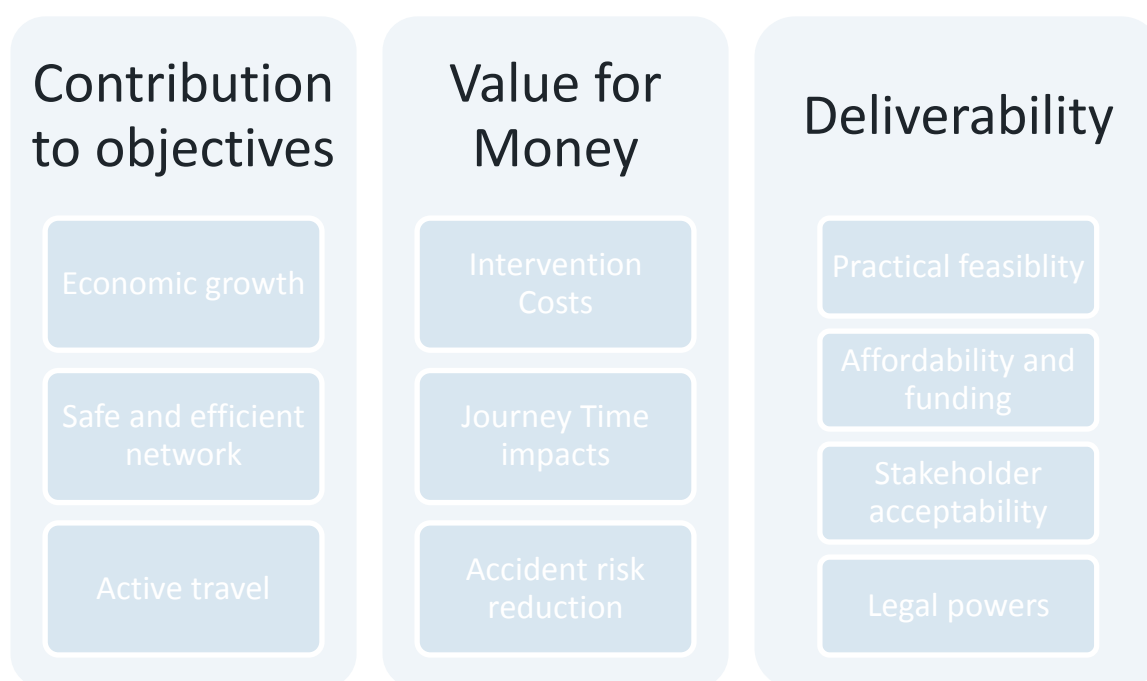 Contribution
to objectives
Economic growth
Safe and efficient
network
Active travel
Value for
Money
Intervention
Costs
Journey Time
impacts
Accident risk
reduction
Deliverability
Practical feasiblity
Affordability and
funding
Stakeholder
acceptability
Legal powers